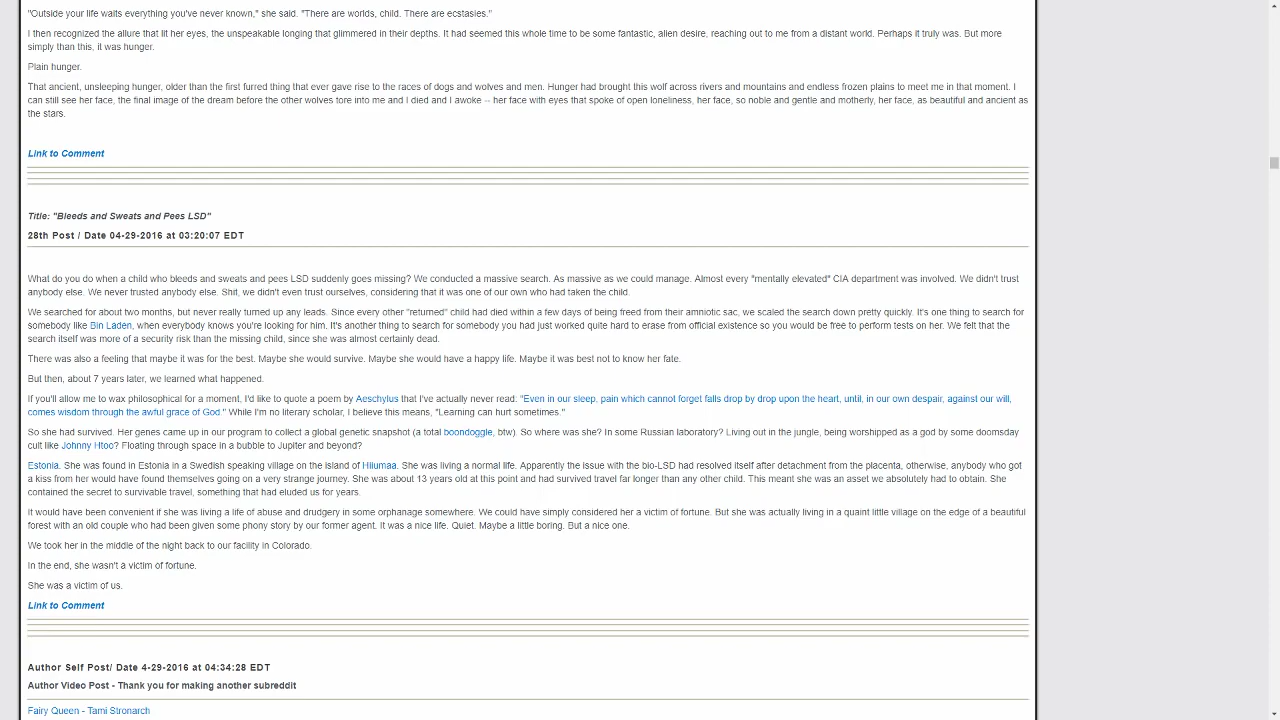 "Outside your life waits everything you've never known," she said. "There are worlds, child. There are ecstasies."
I then recognized the allure that lit her eyes, the unspeakable longing that glimmered in their depths. It had seemed this whole time to be some fantastic, alien desire, reaching out to me from a distant world. Perhaps it truly was. But more
simply than this, it was hunger.
Plain hunger.
That ancient, unsleeping hunger, older than the first furred thing that ever gave rise to the races of dogs and wolves and men. Hunger had brought this wolf across rivers and mountains and endless frozen plains to meet me in that moment. I
can still see her face, the final image of the dream before the other wolves tore into me and I died and I awoke -- her face with eyes that spoke of open loneliness, her face, so noble and gentle and motherly, her face, as beautiful and ancient as
the stars.
Link to Comment
Title: "Bleeds and Sweats and Pees LSD"
28th Post / Date 04-29-2016 at 03:20:07 EDT
What do you do when a child who bleeds and sweats and pees LSD suddenly goes missing? We conducted a massive search. As massive as we could manage. Almost every "mentally elevated" CIA department was involved. We didn't trust
anybody else. We never trusted anybody else. Shit, we didn't even trust ourselves, considering that it was one of our own who had taken the child.
We searched for about two months, but never really turned up any leads. Since every other "returned" child had died within a few days of being freed from their amniotic sac, we scaled the search down pretty quickly. It's one thing to search for
somebody like Bin Laden, when everybody knows you're looking for him. It's another thing to search for somebody you had just worked quite hard to erase from official existence so you would be free to perform tests on her. We felt that the
search itself was more of a security risk than the missing child, since she was almost certainly dead.
There was also a feeling that maybe it was for the best. Maybe she would survive. Maybe she would have a happy life. Maybe it was best not to know her fate.
But then, about 7 years later, we learned what happened.
If you'll allow me to wax philosophical for a moment, I'd like to quote a poem by Aeschylus that I've actually never read: "Even in our sleep, pain which cannot forget falls drop by drop upon the heart, until, in our own despair, against our will,
comes wisdom through the awful grace of God." While I'm no literary scholar, I believe this means, "Learning can hurt sometimes."
So she had survived. Her genes came up in our program to collect a global genetic snapshot (a total boondoggle, btw). So where was she? In some Russian laboratory? Living out in the jungle, being worshipped as a god by some doomsday
cult like Johnny Htoo? Floating through space in a bubble to Jupiter and beyond?
Estonia. She was found in Estonia in a Swedish speaking village on the island of Hiiumaa. She was living a normal life. Apparently the issue with the bio-LSD had resolved itself after detachment from the placenta, otherwise, anybody who got
a kiss from her would have found themselves going on a very strange journey. She was about 13 years old at this point and had survived travel far longer than any other child. This meant she was an asset we absolutely had to obtain. She
contained the secret to survivable travel, something that had eluded us for years.
It would have been convenient if she was living a life of abuse and drudgery in some orphanage somewhere. We could have simply considered her a victim of fortune. But she was actually living in a quaint little village on the edge of a beautiful
forest with an old couple who had been given some phony story by our former agent. It was a nice life. Quiet. Maybe a little boring. But a nice one.
We took her in the middle of the night back to our facility in Colorado.
In the end, she wasn't a victim of fortune.
She was a victim of us.
Link to Comment
Author Self Post/ Date 4-29-2016 at 04:34:28 EDT
Author Video Post - Thank you for making another subreddit
Fairy Queen - Tami Stronarch